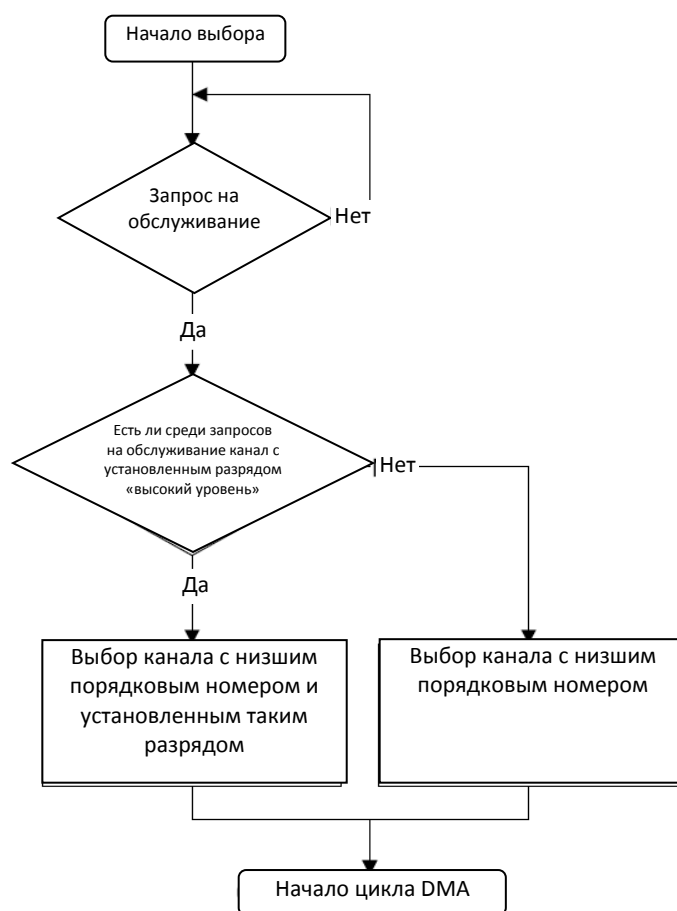 Начало выбора
Запрос на
обслуживание
Нет
Да
Есть ли среди запросов
на обслуживание канал с
установленным разрядом
«высокий уровень»
Нет
Да
Выбор канала с низшим
порядковым номером и
установленным таким
разрядом
Выбор канала с низшим
порядковым номером
Начало цикла DMA